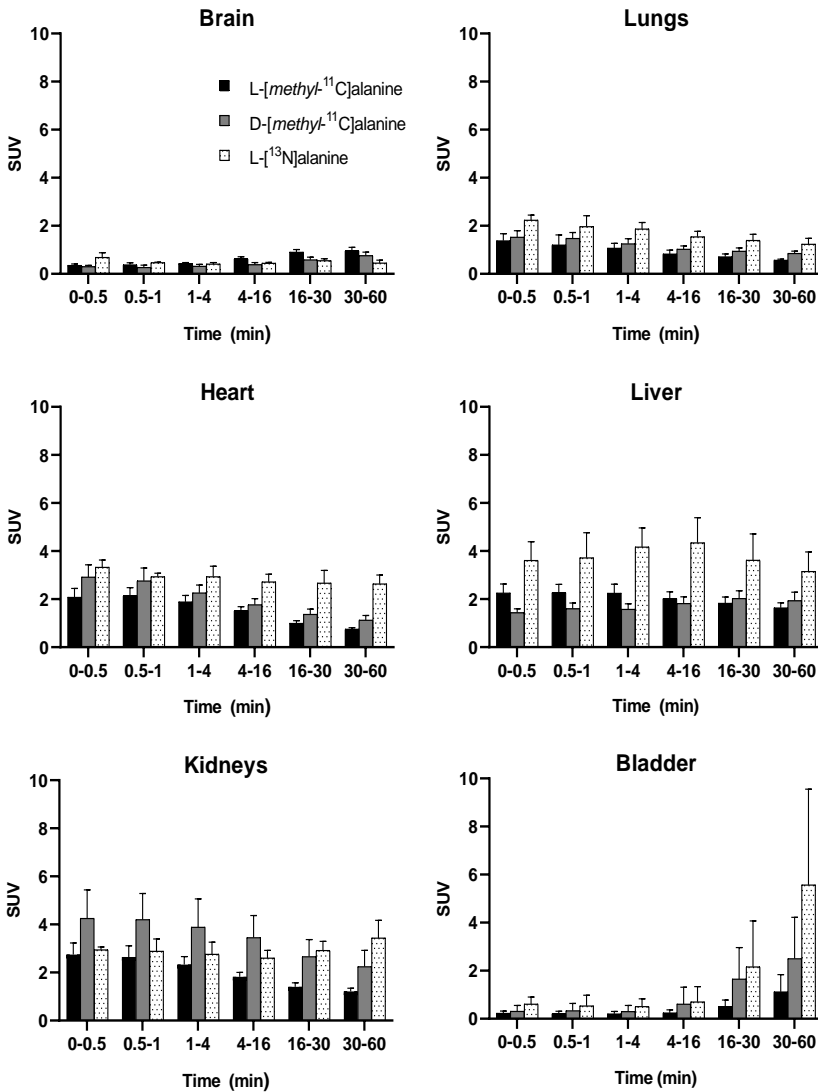 Brain
10
8
6
4
2
0
SUV
L-[methyl-¹¹C]alanine
D-[methyl-¹¹C]alanine
L-[¹³N]alanine
0-0.5 0.5-1 1-4 4-16 16-30 30-60
Time (min)
Lungs
10
8
6
4
2
0
SUV
0-0.5 0.5-1 1-4 4-16 16-30 30-60
Time (min)
Heart
10
8
6
4
2
0
SUV
0-0.5 0.5-1 1-4 4-16 16-30 30-60
Time (min)
Liver
10
8
6
4
2
0
SUV
0-0.5 0.5-1 1-4 4-16 16-30 30-60
Time (min)
Kidneys
10
8
6
4
2
0
SUV
0-0.5 0.5-1 1-4 4-16 16-30 30-60
Time (min)
Bladder
10
8
6
4
2
0
SUV
0-0.5 0.5-1 1-4 4-16 16-30 30-60
Time (min)